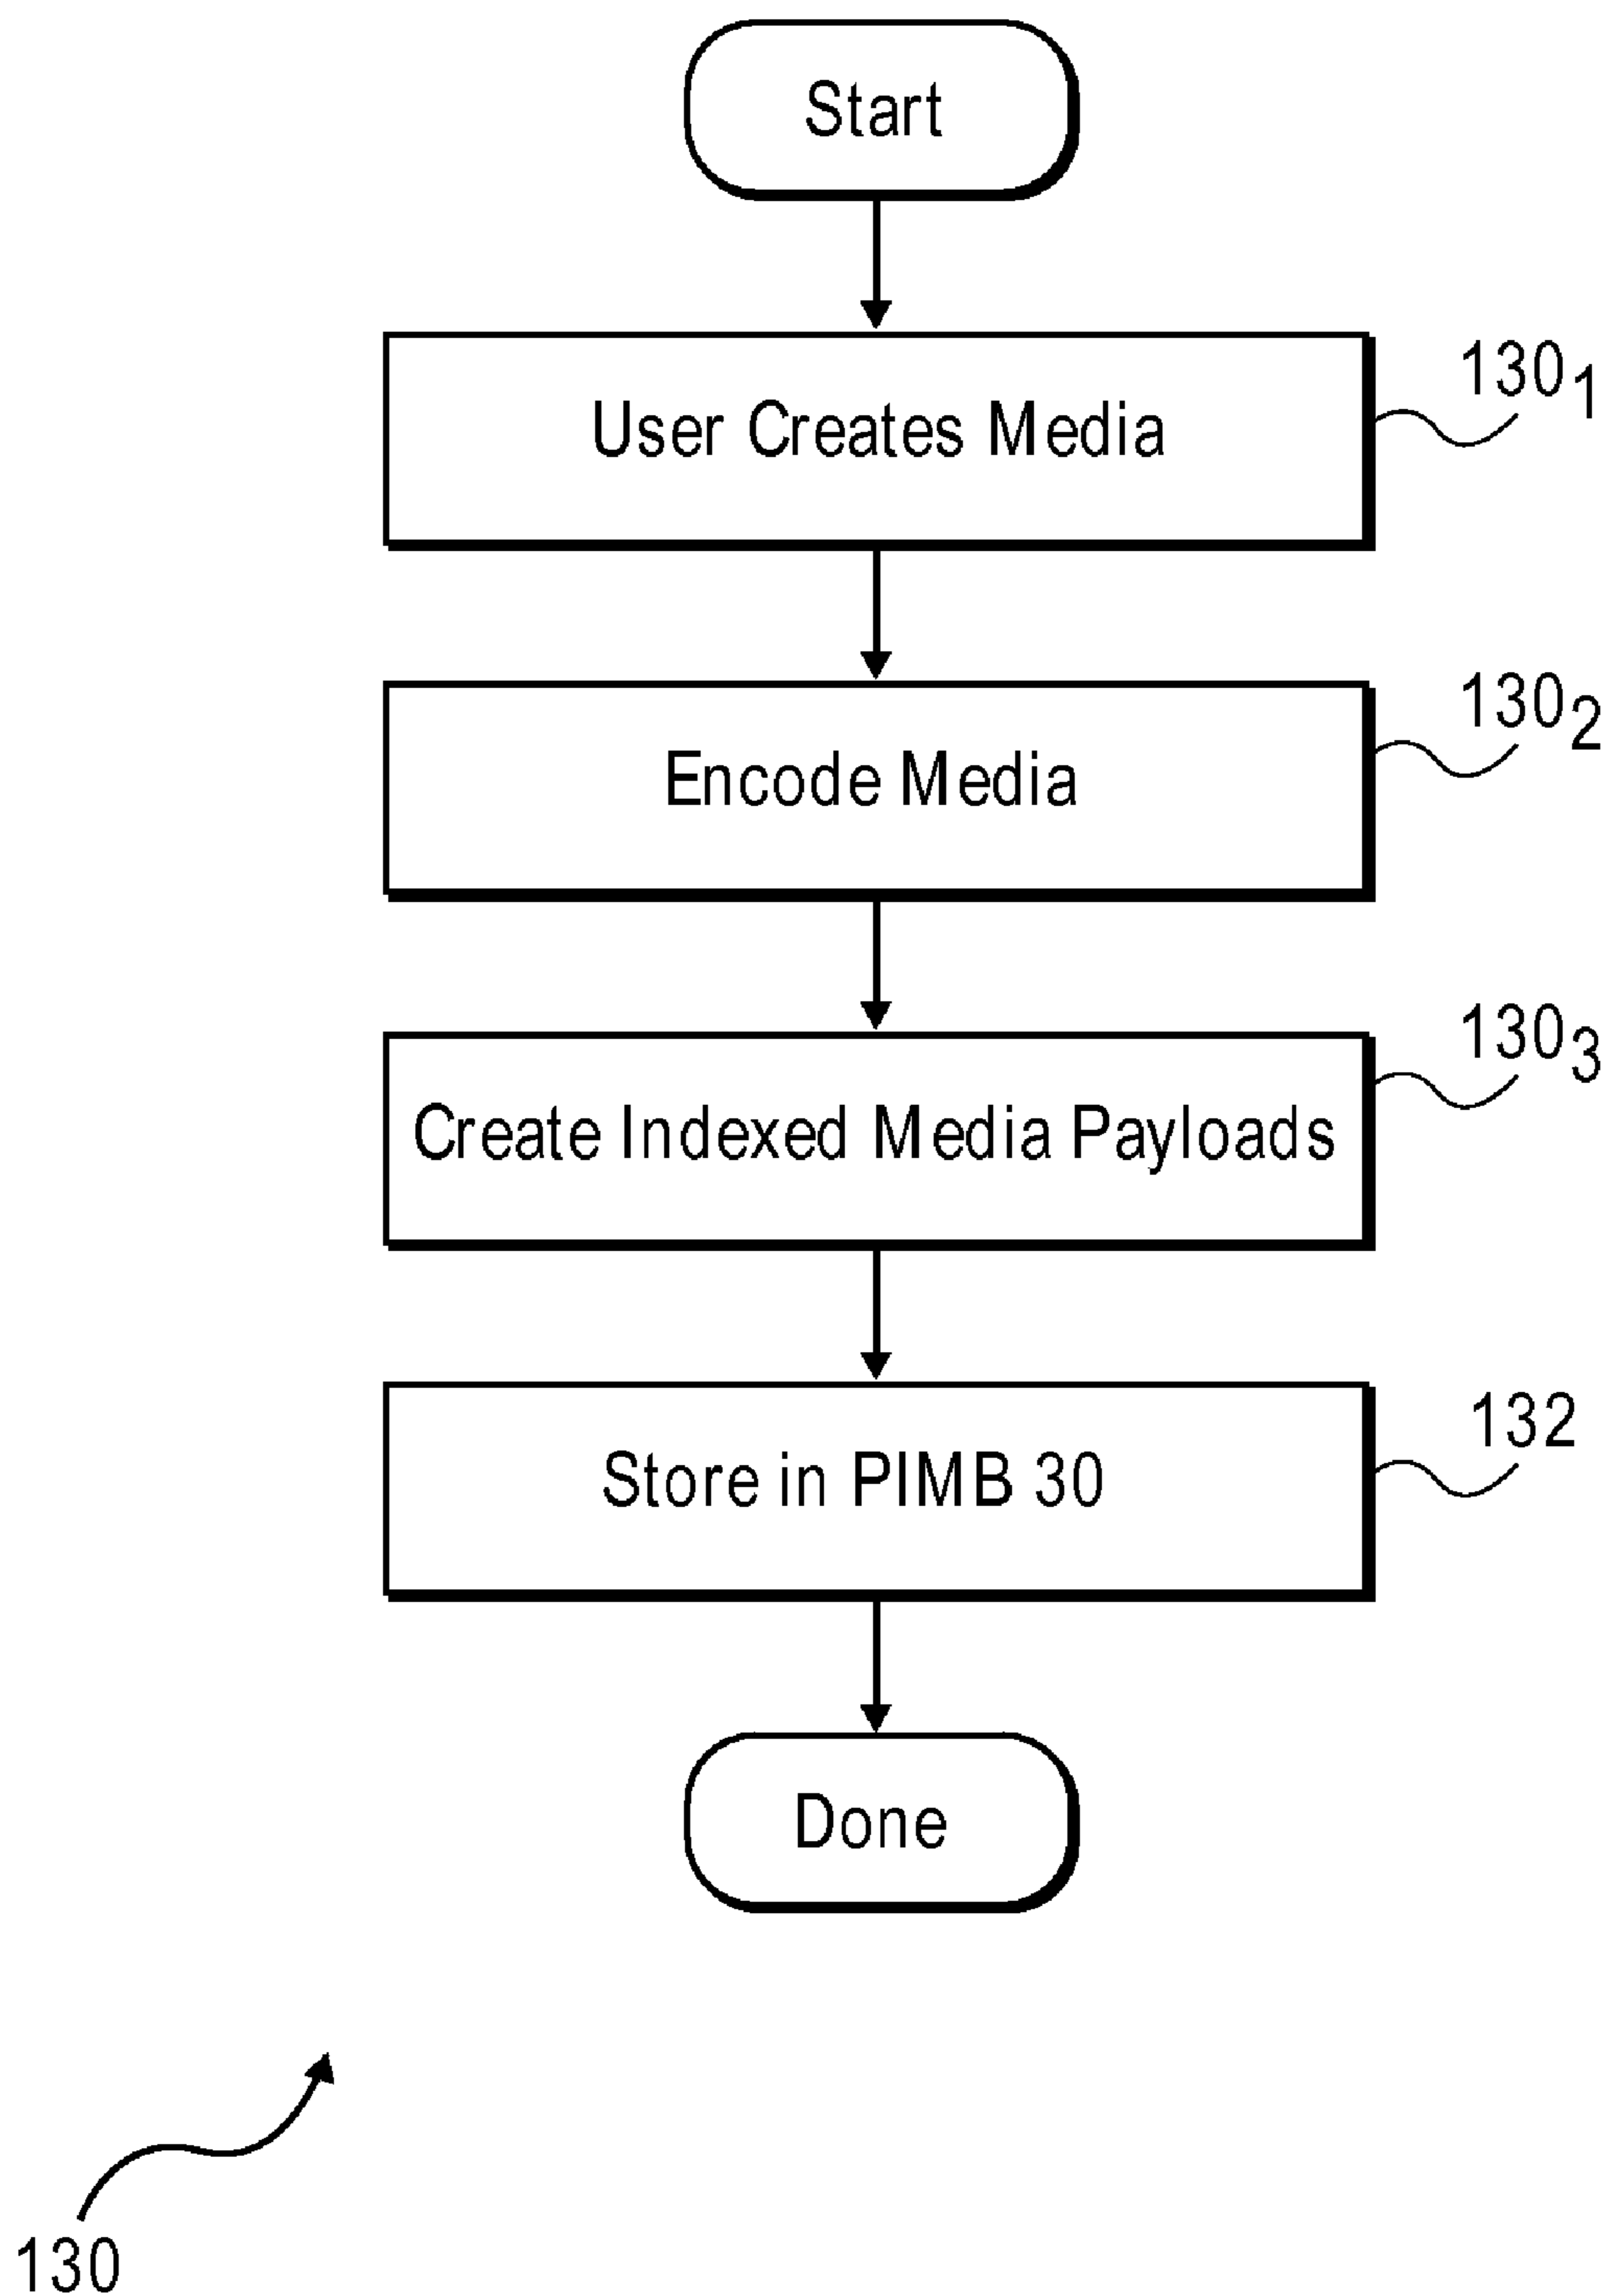 Start
User Creates Media
130₁
Encode Media
130₂
Create Indexed Media Payloads
130₃
Store in PIMB 30
132
Done
130